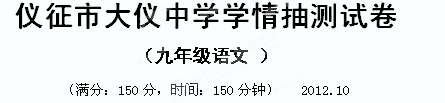 仪征市大仪中学学情抽测试卷
（九年级语文 ）
（满分：150 分，时间：150 分钟） 2012.10